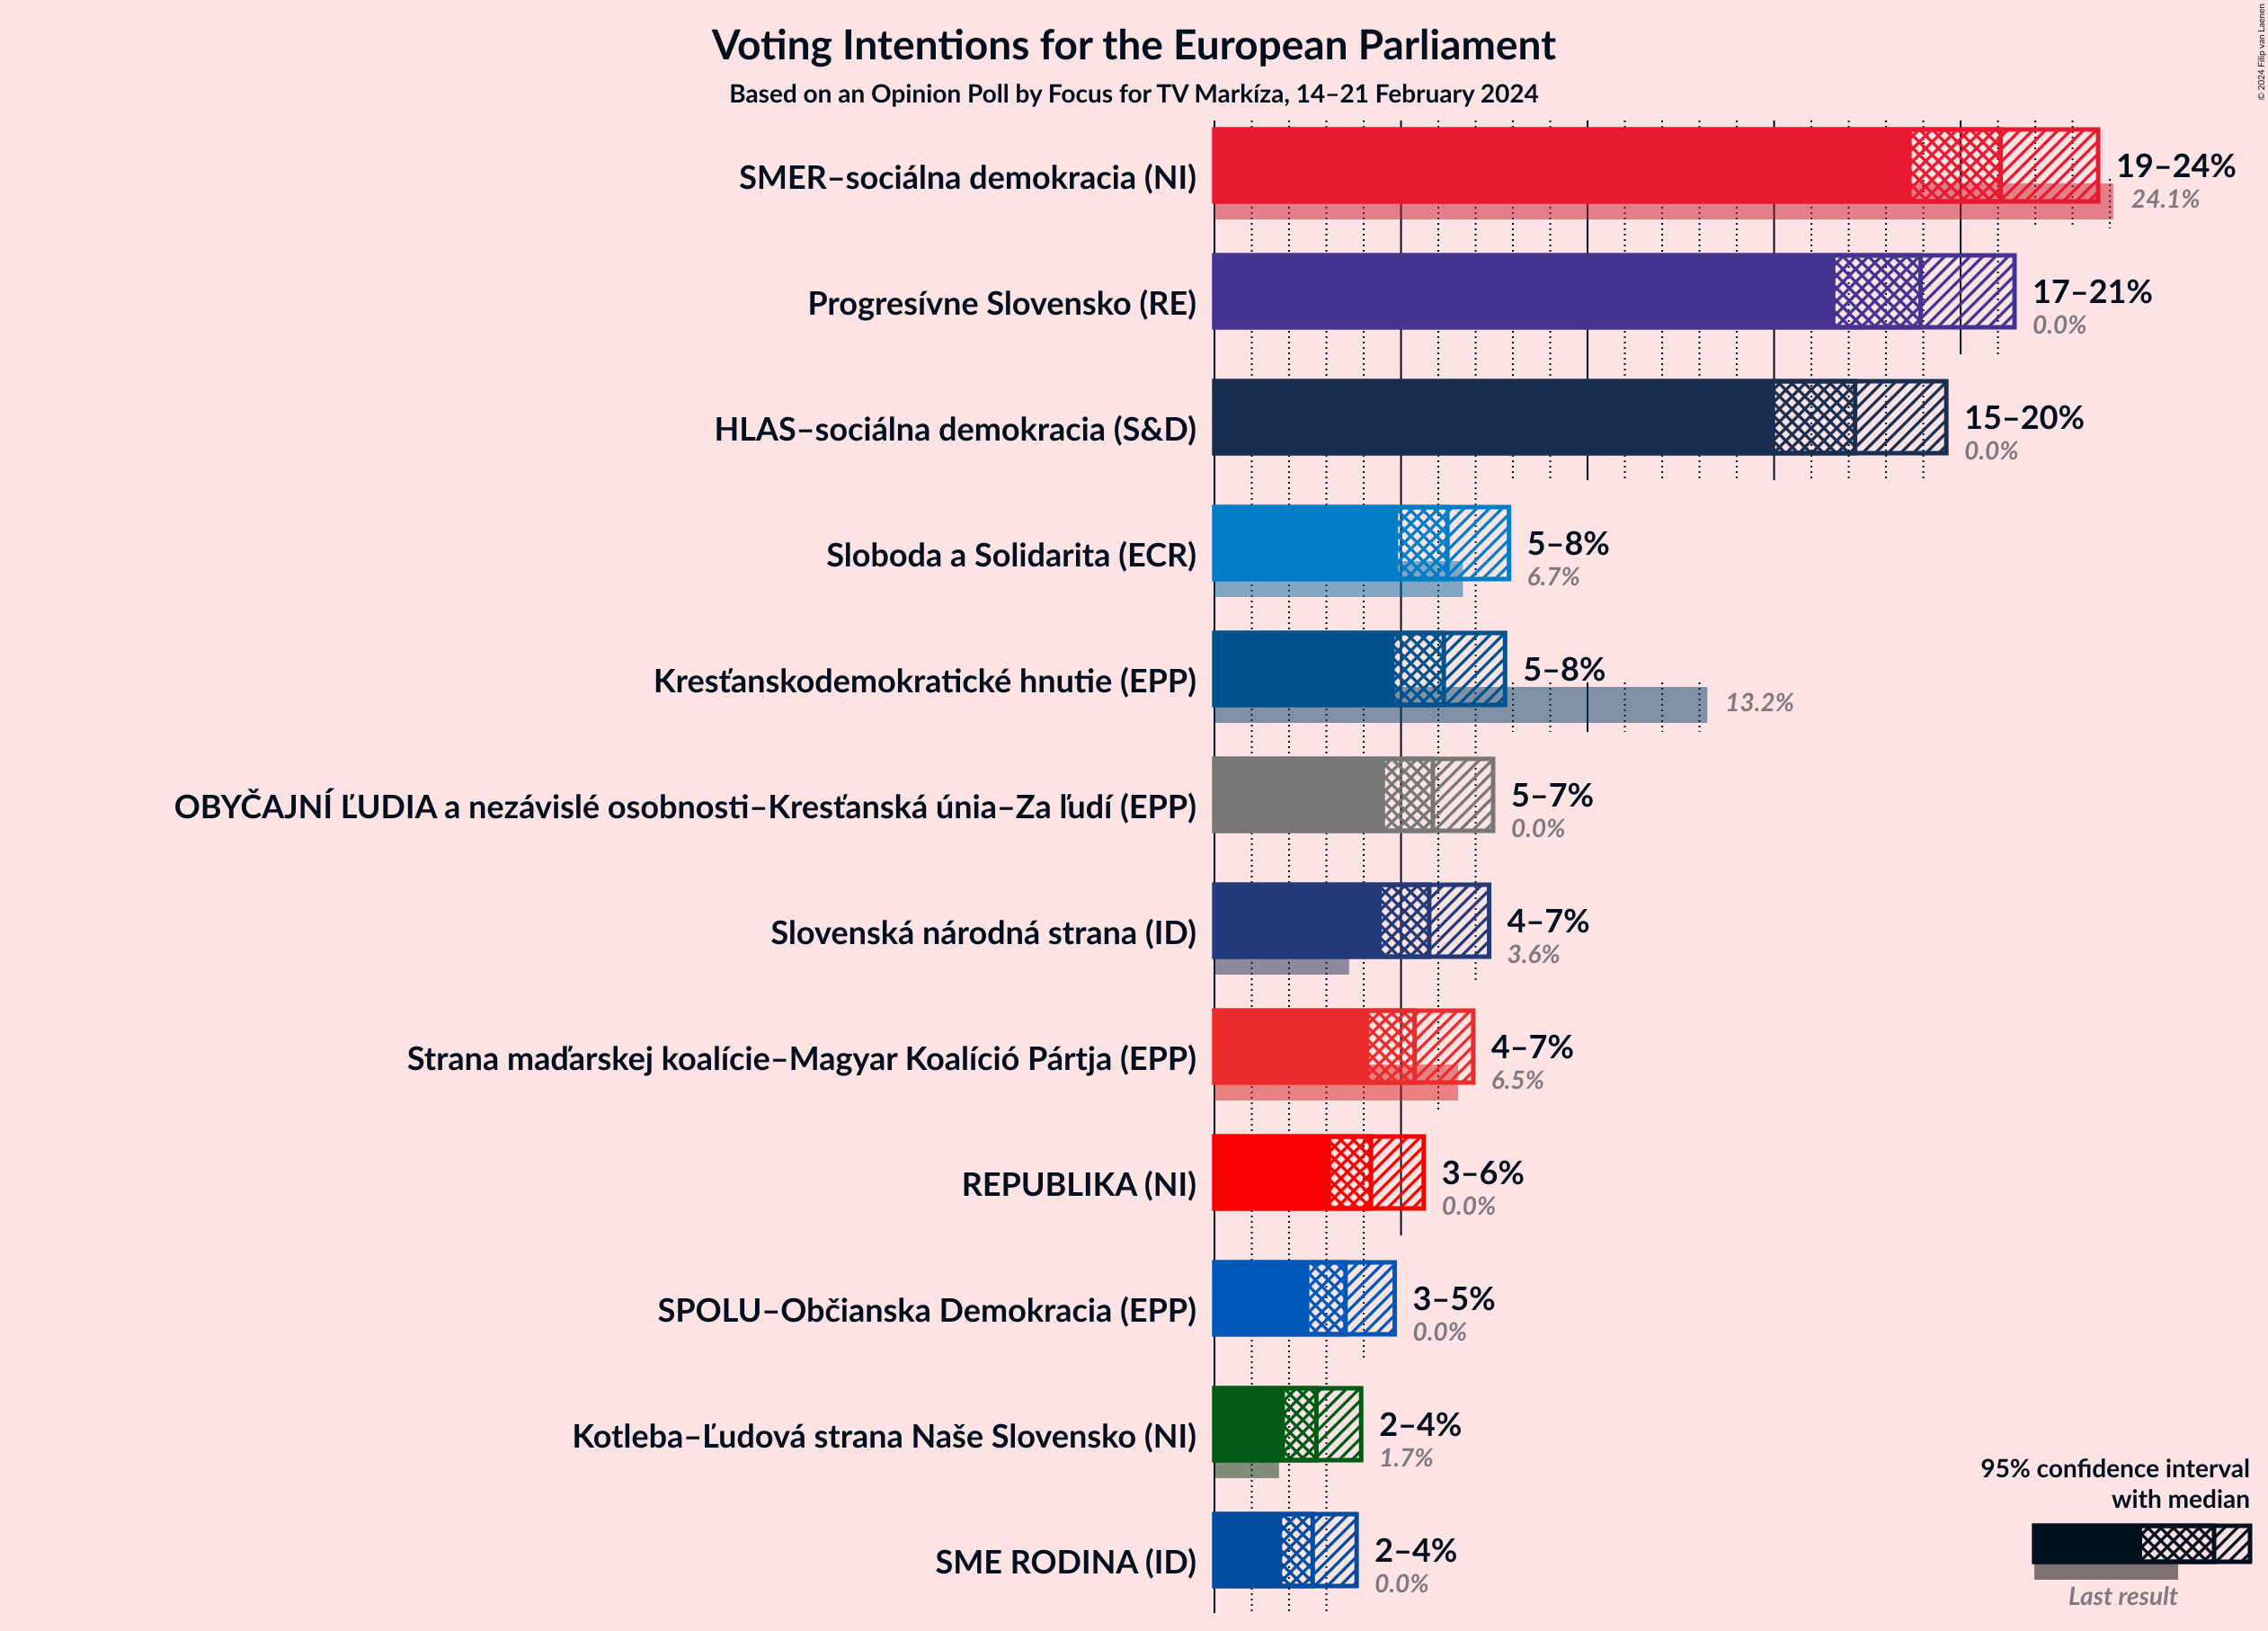 Voting Intentions for the European Parliament
Based on an Opinion Poll by Focus for TV Markíza, 14–21 February 2024
© 2024 Filip van Laenen
SMER–sociálna demokracia (NI)
19–24%
24.1%
Progresívne Slovensko (RE)
17–21%
0.0%
HLAS–sociálna demokracia (S&D)
15–20%
0.0%
Sloboda a Solidarita (ECR)
5–8%
6.7%
Kresťanskodemokratické hnutie (EPP)
5–8%
13.2%
OBYČAJNÍ ĽUDIA a nezávislé osobnosti–Kresťanská únia–Za ľudí (EPP)
5–7%
0.0%
Slovenská národná strana (ID)
4–7%
3.6%
Strana maďarskej koalície–Magyar Koalíció Pártja (EPP)
4–7%
6.5%
REPUBLIKA (NI)
3–6%
0.0%
SPOLU–Občianska Demokracia (EPP)
3–5%
0.0%
Kotleba–Ľudová strana Naše Slovensko (NI)
2–4%
1.7%
SME RODINA (ID)
2–4%
0.0%
95% confidence interval
with median
Last result